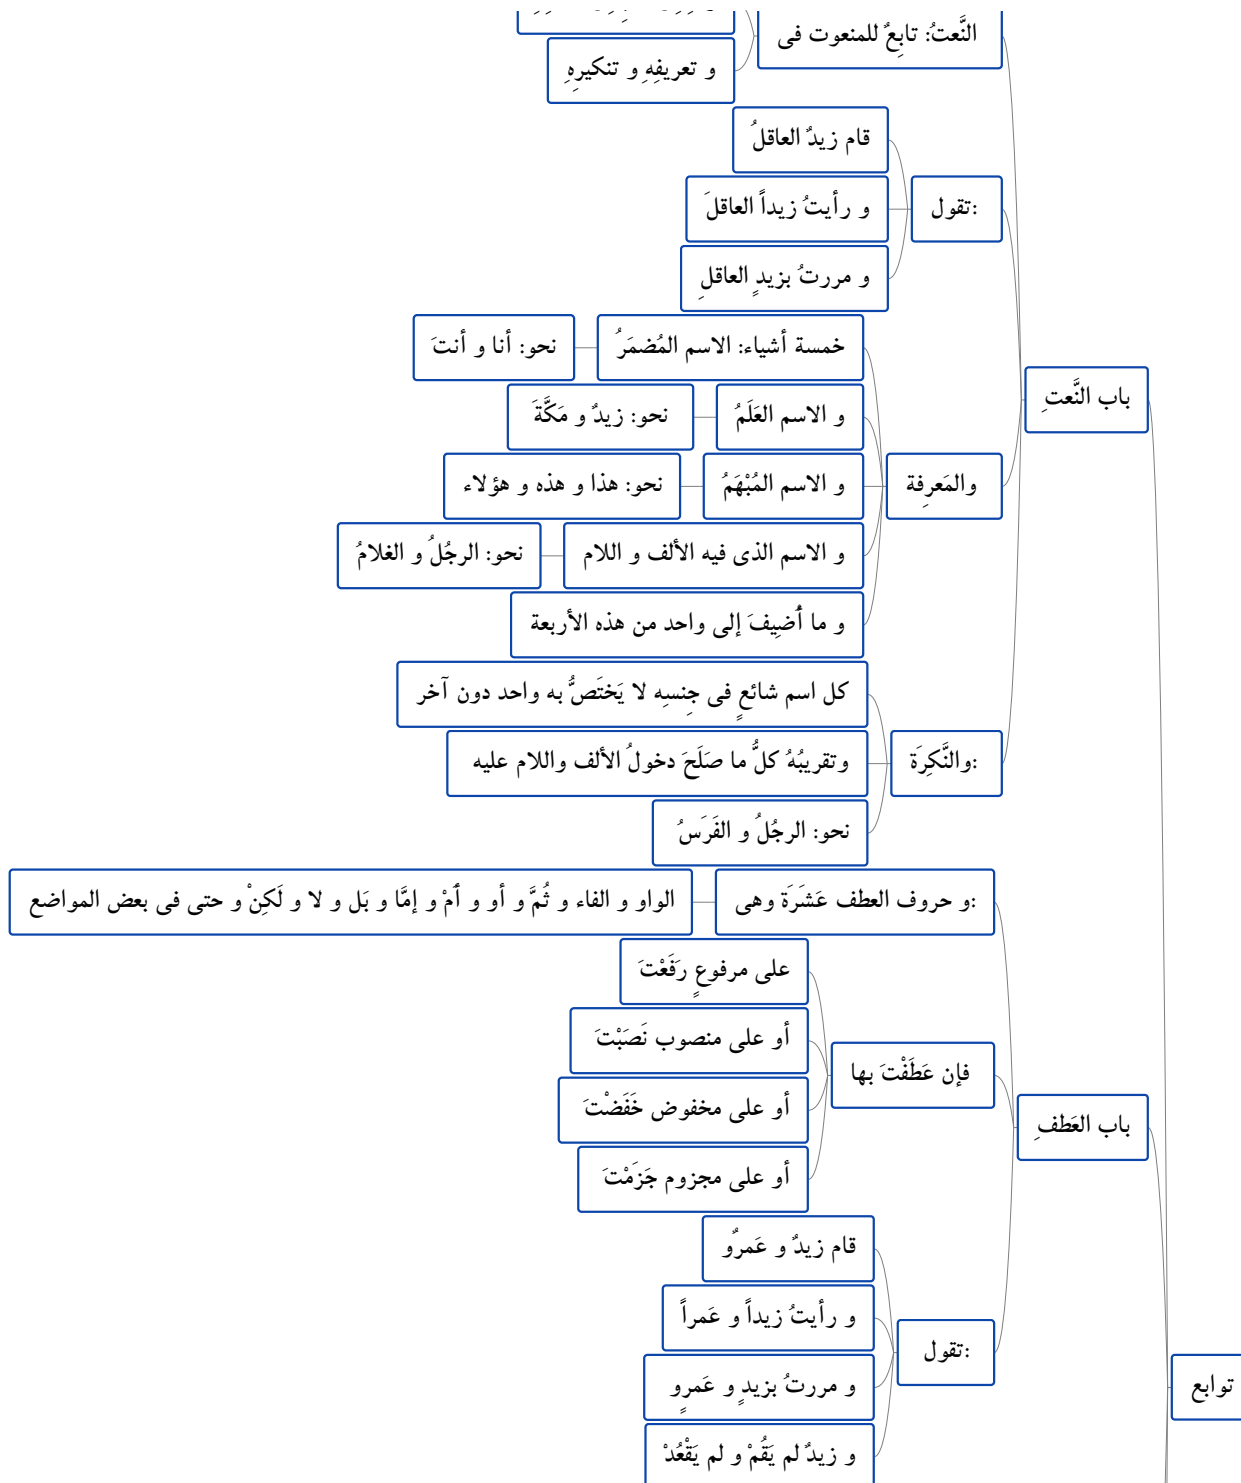 النَّعتُ: تابِعٌ للمنعوت فى
و تعريفِهِ و تنكيرِهِ
باب النَّعتِ
تقول:
قام زيدٌ العاقلُ
و رأيتُ زيداً العاقلَ
و مررتُ بزيدٍ العاقلِ
والمَعرِفة
خمسة أشياء: الاسم المُضمَرُ
نحو: أنا و أنتَ
و الاسم العَلَمُ
نحو: زيدٌ و مَكَّةَ
و الاسم المُبْهَمُ
نحو: هذا و هذه و هؤلاء
و الاسم الذى فيه الألف و اللام
نحو: الرجُلُ و الغلامُ
و ما أُضيِفَ إلى واحد من هذه الأربعة
والنَّكِرَة:
كل اسم شائعٍ فى جِنسِه لا يَختَصُّ به واحد دون آخر
وتقريبُهُ كلُّ ما صَلَحَ دخولُ الألف واللام عليه
نحو: الرجُلُ و الفَرَسُ
باب العَطفِ
و حروف العطف عَشَرَة وهى:
الواو و الفاء و ثُمَّ و أو و أَمْ و إمَّا و بَل و لا و لَكِنْ و حتى فى بعض المواضع
فإن عَطَفْتَ بها
على مرفوعٍ رَفَعْتَ
أو على منصوب نَصَبْتَ
أو على مخفوض خَفَضْتَ
أو على مجزوم جَزَمْتَ
تقول:
قام زيدٌ و عَمرٌو
و رأيتُ زيداً و عَمراً
و مررتُ بزيدٍ و عَمرٍو
و زيدٌ لم يَقُمْ و لم يَقْعُدْ
توابع